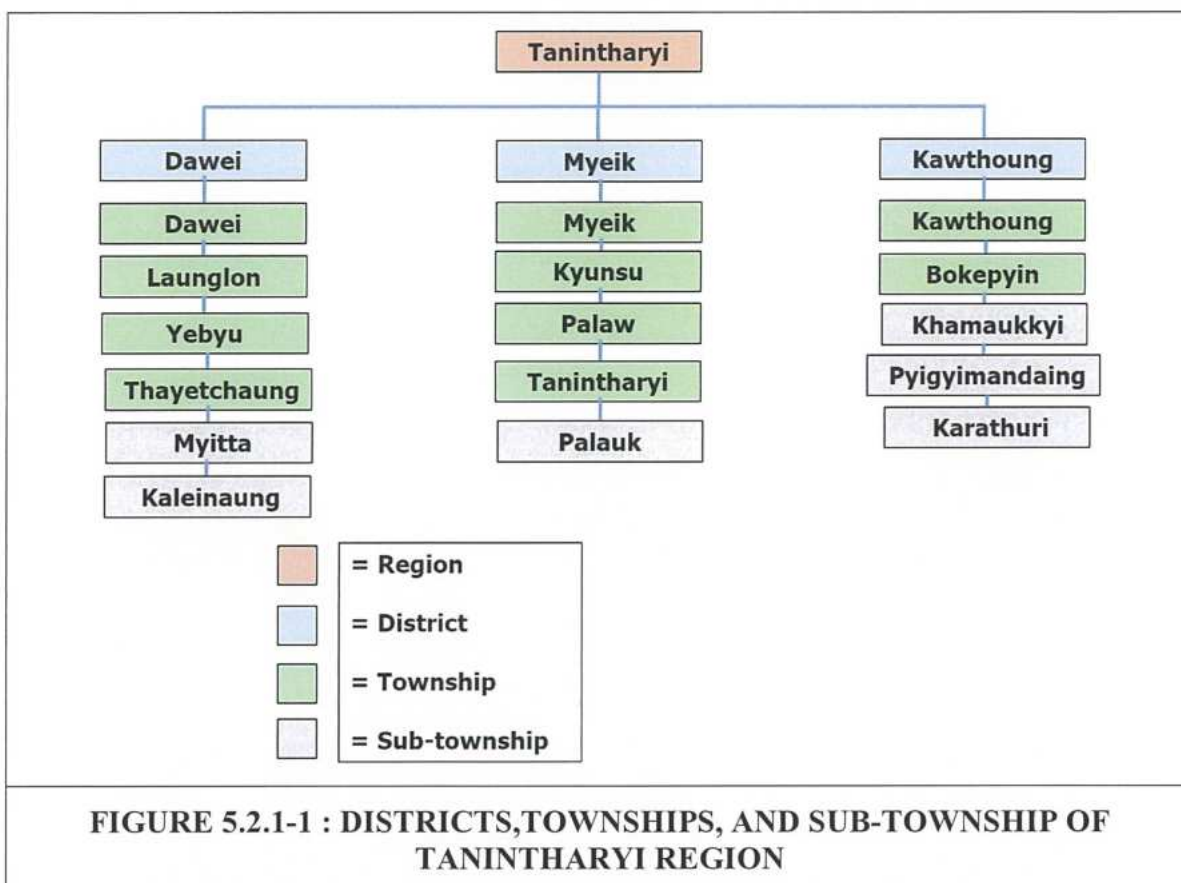 Tanintharyi
Dawei
Dawei
Launglon
Yebyu
Thayetchaung
Myitta
Kaleinaung
Myeik
Myeik
Kyunsu
Palaw
Tanintharyi
Palauk
Kawthoung
Kawthoung
Bokepyin
Khamaukkyi
Pyigyimandaing
Karathuri
= Region
= District
= Township
= Sub-township
FIGURE 5.2.1-1 : DISTRICTS,TOWNSHIPS, AND SUB-TOWNSHIP OF
TANINTHARYI REGION